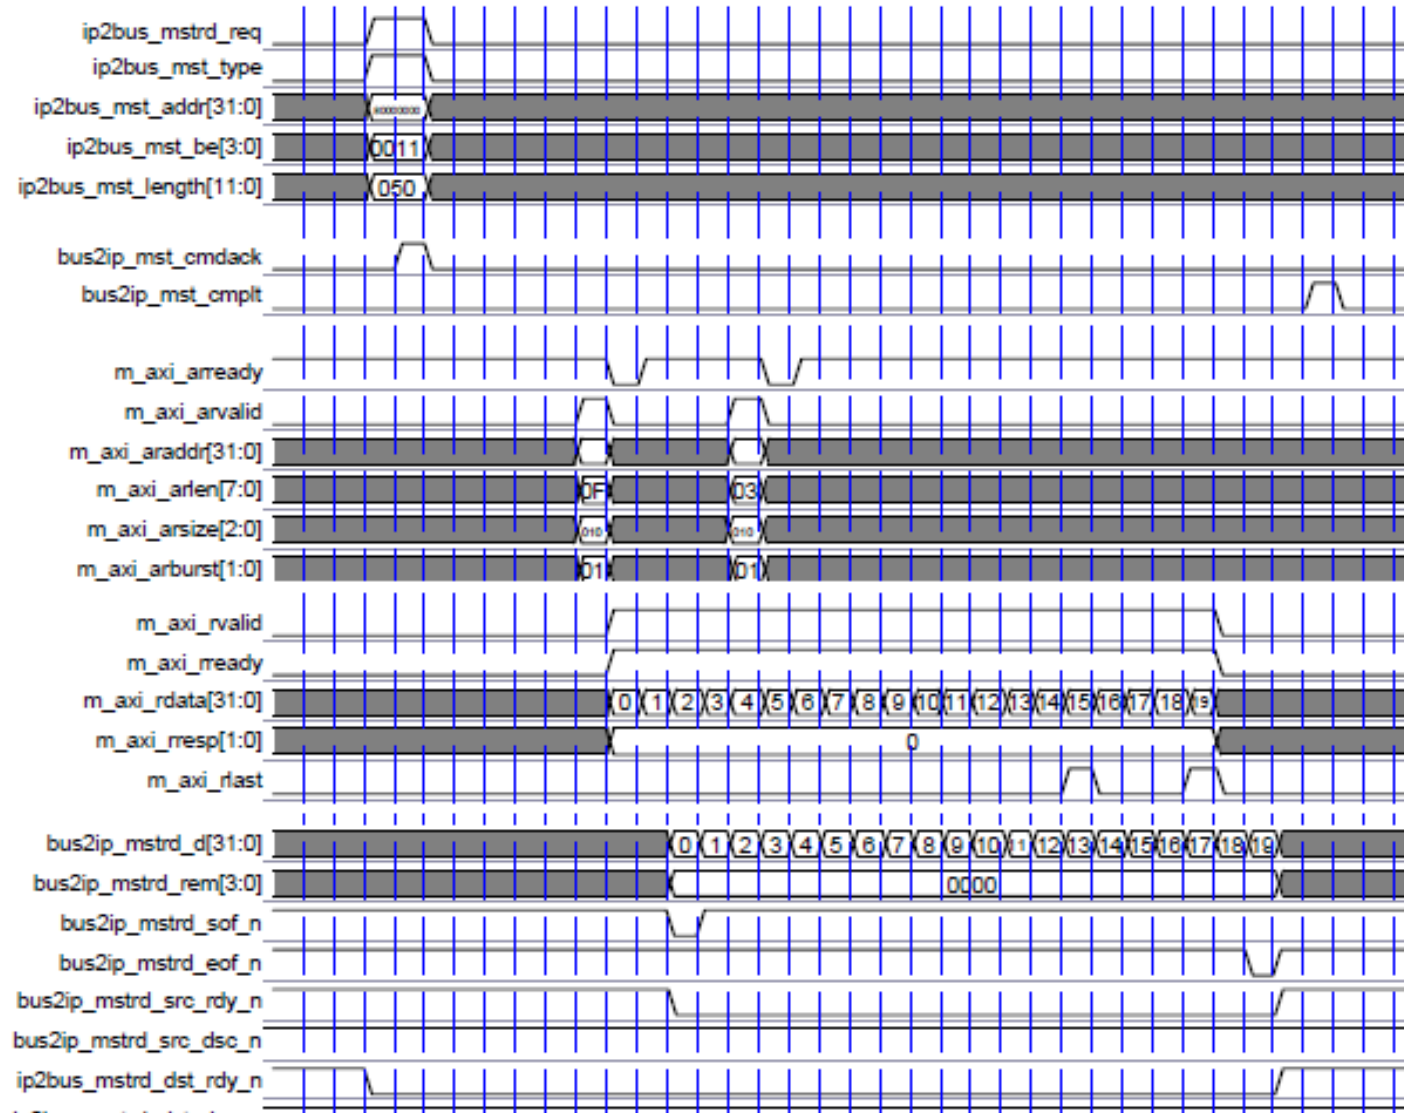 ip2bus_mstrd_req
ip2bus_mst_type
ip2bus_mst_addr[31:0]
ip2bus_mst_be[3:0] 0011
ip2bus_mst_length[11:0] 050
bus2ip_mst_cmdack
bus2ip_mst_cmplt
m_axi_arready
m_axi_arvalid
m_axi_araddr[31:0]
m_axi_arlen[7:0] 0F 03
m_axi_arsize[2:0] 010 010
m_axi_arburst[1:0] 01 01
m_axi_rvalid
m_axi_rready
m_axi_rdata[31:0] 0 1 2 3 4 5 6 7 8 9 10 11 12 13 14 15 16 17 18 19
m_axi_rresp[1:0] 0
m_axi_rlast
bus2ip_mstrd_d[31:0] 0 1 2 3 4 5 6 7 8 9 10 11 12 13 14 15 16 17 18 19
bus2ip_mstrd_rem[3:0] 0000
bus2ip_mstrd_sof_n
bus2ip_mstrd_eof_n
bus2ip_mstrd_src_rdy_n
bus2ip_mstrd_src_dsc_n
ip2bus_mstrd_dst_rdy_n